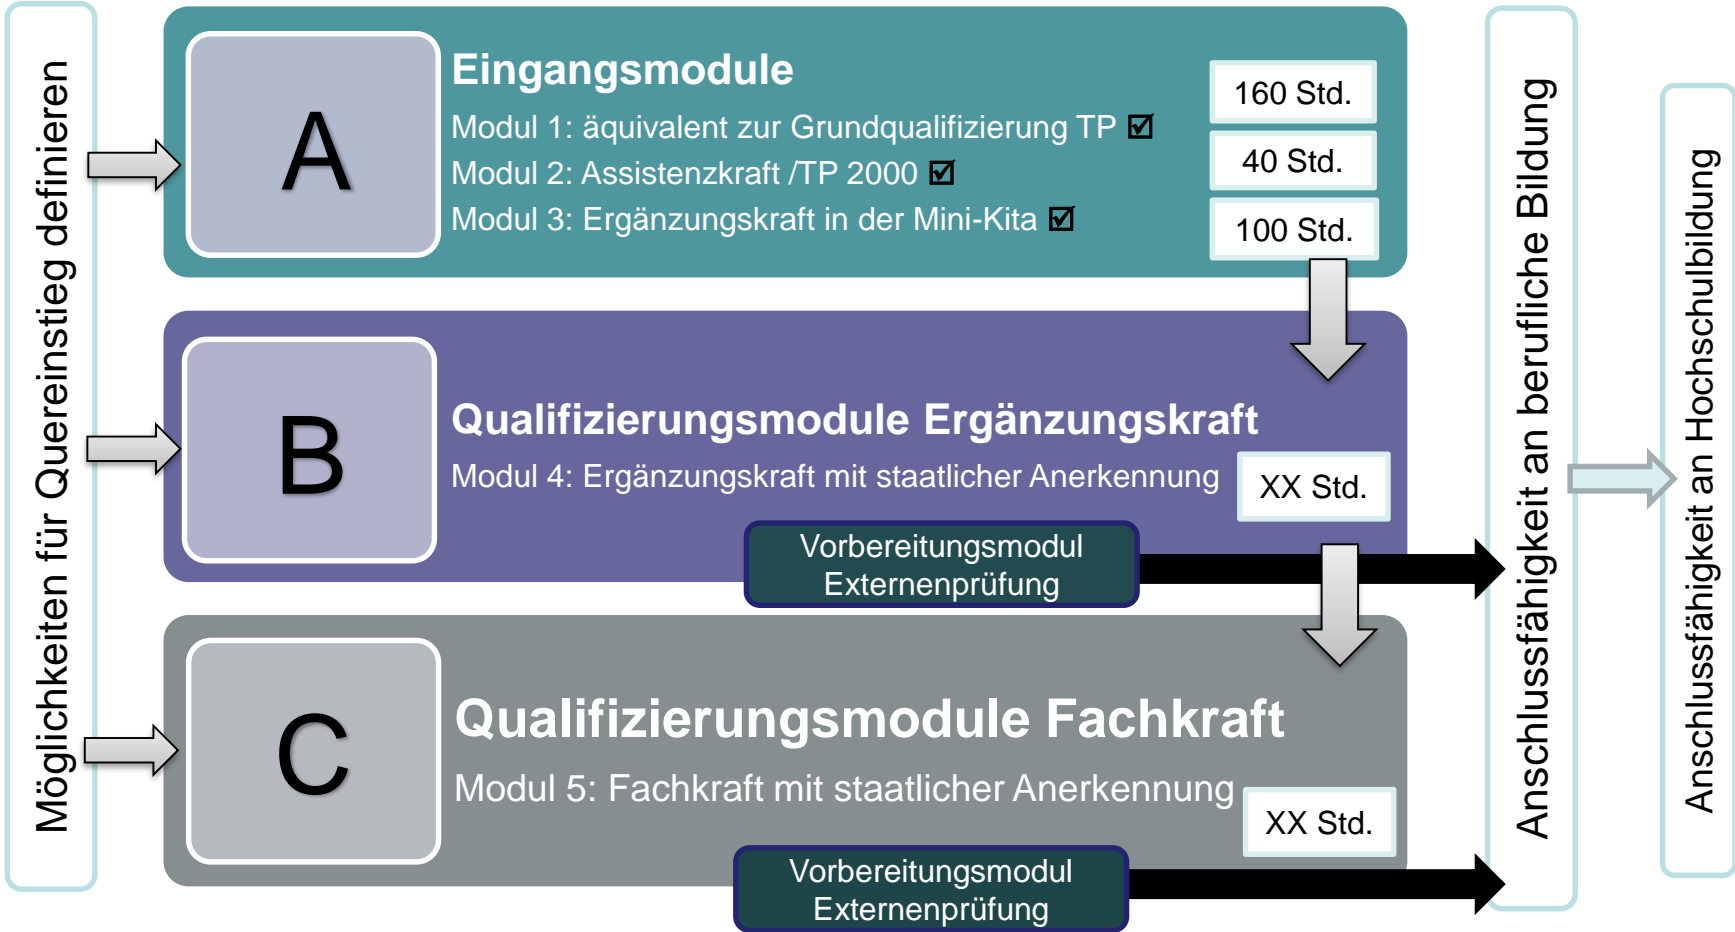 Möglichkeiten für Quereinstieg definieren
A
Eingangsmodule
Modul 1: äquivalent zur Grundqualifizierung TP ☑
160 Std.
Modul 2: Assistenzkraft /TP 2000 ☑
40 Std.
Modul 3: Ergänzungskraft in der Mini-Kita ☑
100 Std.
B
Qualifizierungsmodule Ergänzungskraft
Modul 4: Ergänzungskraft mit staatlicher Anerkennung
XX Std.
Vorbereitungsmodul
Externenprüfung
C
Qualifizierungsmodule Fachkraft
Modul 5: Fachkraft mit staatlicher Anerkennung
XX Std.
Vorbereitungsmodul
Externenprüfung
Anschlussfähigkeit an berufliche Bildung
Anschlussfähigkeit an Hochschulbildung